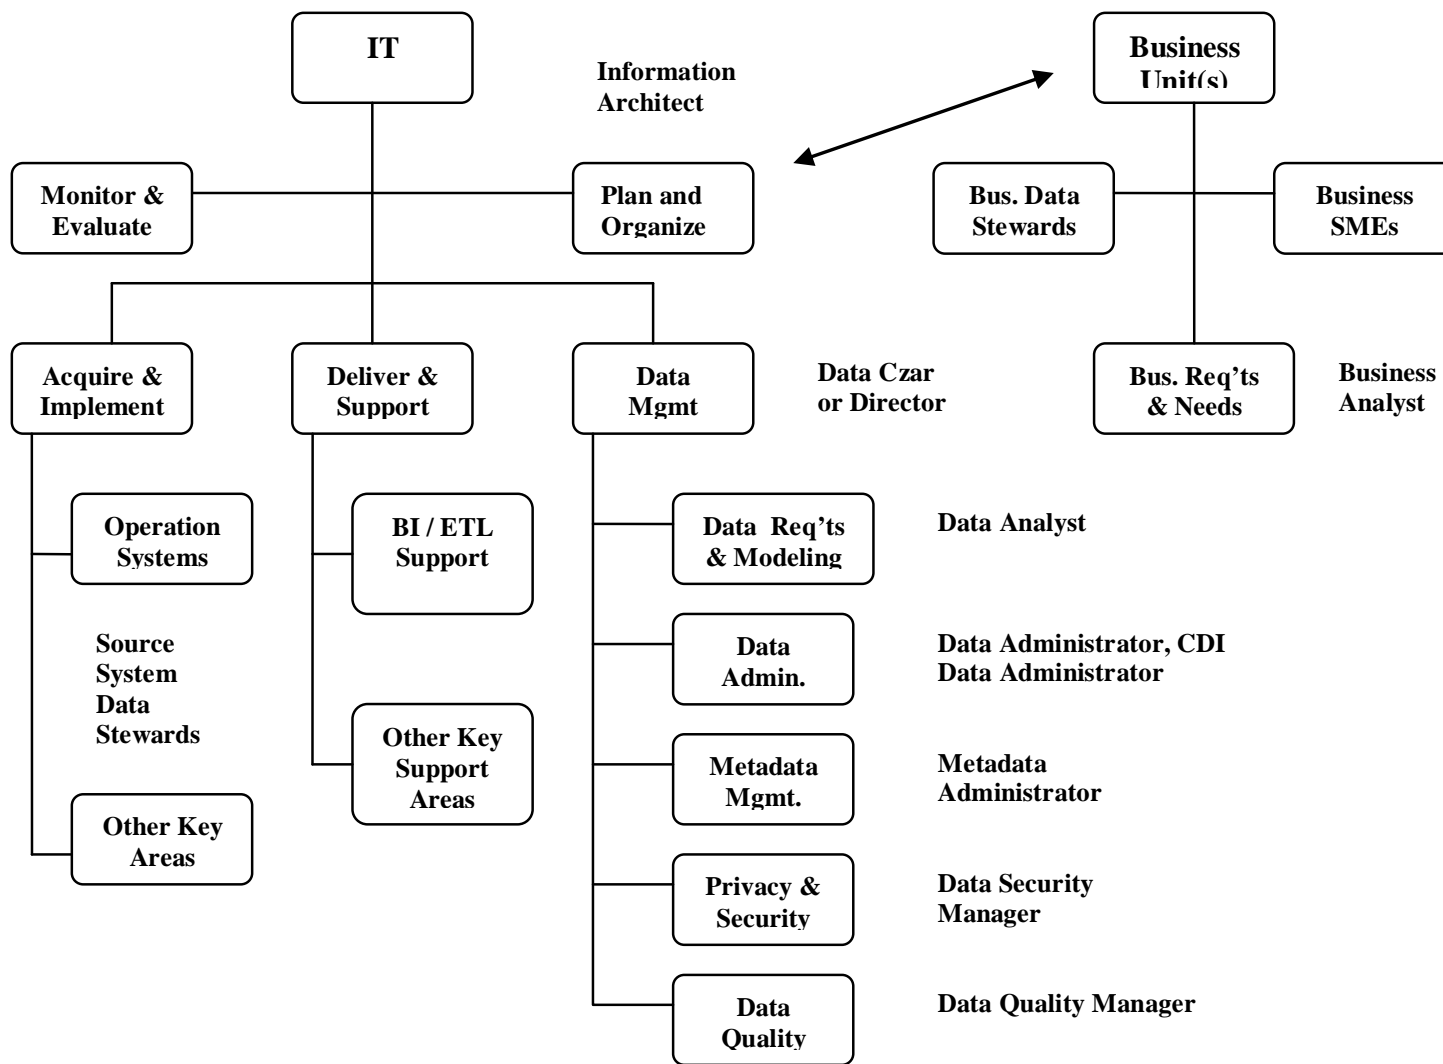 IT
Information
Architect
Business
Unit(s)
Monitor &
Evaluate
Plan and
Organize
Bus. Data
Stewards
Business
SMEs
Acquire &
Implement
Deliver &
Support
Data
Mgmt
Data Czar
or Director
Bus. Req'ts
& Needs
Business
Analyst
Operation
Systems
BI / ETL
Support
Data Req'ts
& Modeling
Data Analyst
Source
System
Data
Stewards
Data
Admin.
Data Administrator, CDI
Data Administrator
Other Key
Support
Areas
Metadata
Mgmt.
Metadata
Administrator
Other Key
Areas
Privacy &
Security
Data Security
Manager
Data
Quality
Data Quality Manager